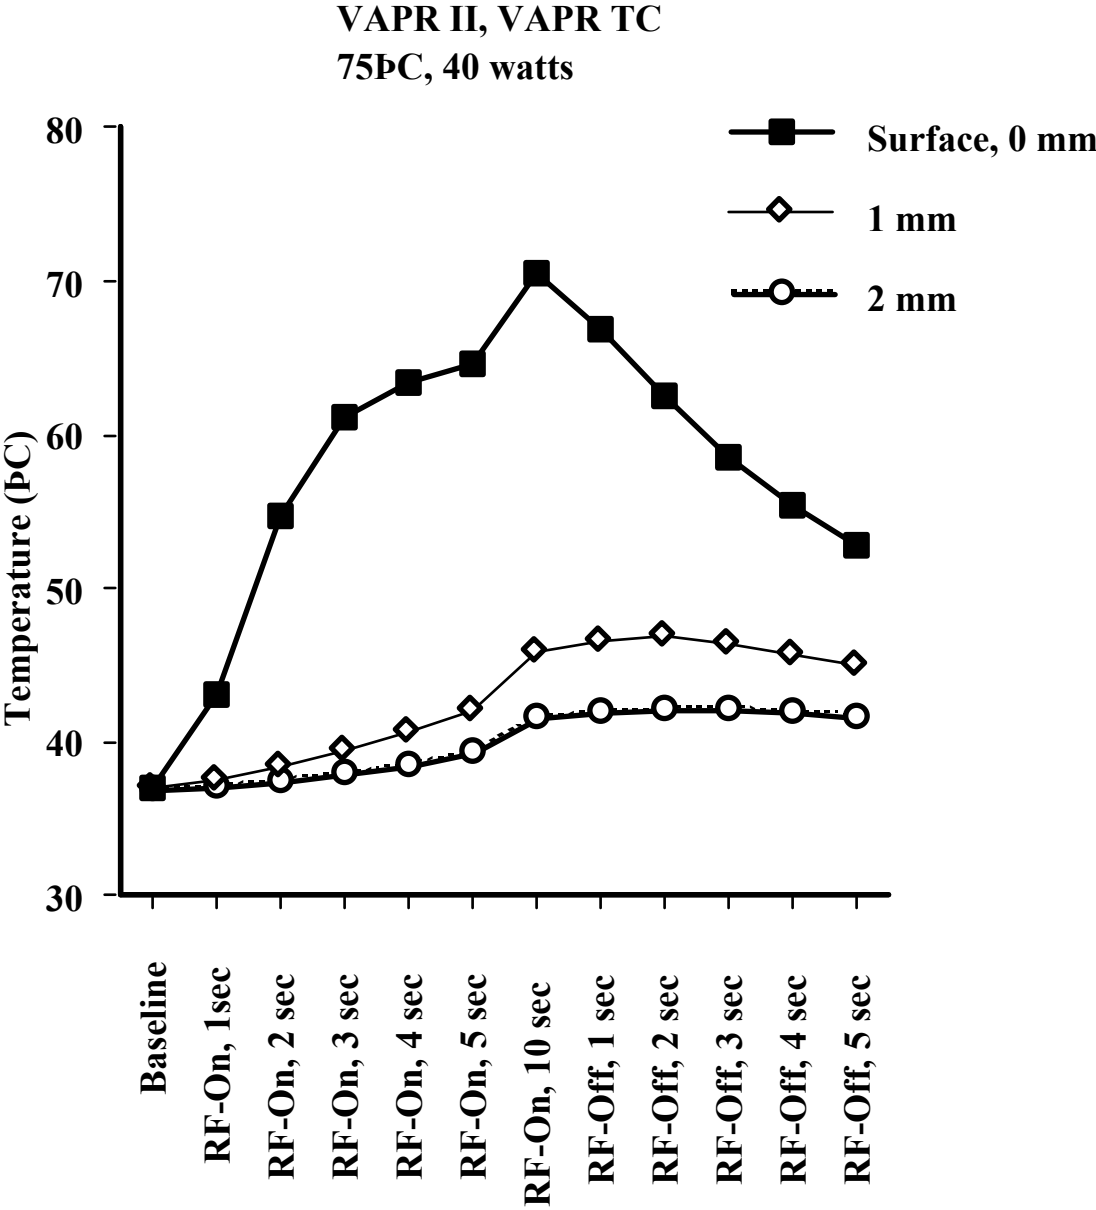 VAPR II, VAPR TC
75ÞC, 40 watts
Surface, 0 mm
1 mm
2 mm
Temperature (ÞC)
80
70
60
50
40
30
Baseline
RF-On, 1sec
RF-On, 2 sec
RF-On, 3 sec
RF-On, 4 sec
RF-On, 5 sec
RF-On, 10 sec
RF-Off, 1 sec
RF-Off, 2 sec
RF-Off, 3 sec
RF-Off, 4 sec
RF-Off, 5 sec